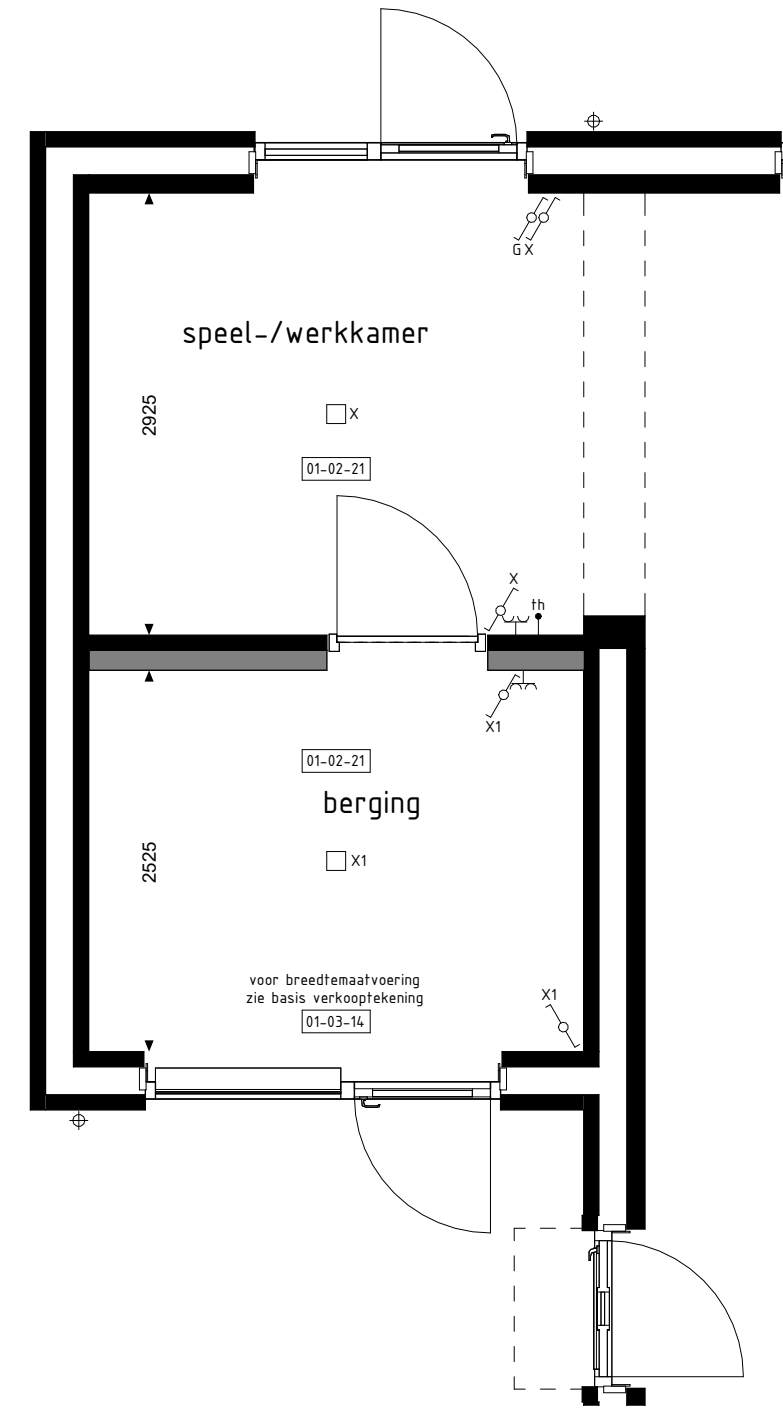 G X
speel-/werkkamer
2925
X
01-02-21
X
th
X1
01-02-21
berging
2525
X1
voor breedtemaatvoering
zie basis verkooptekening
01-03-14
X1